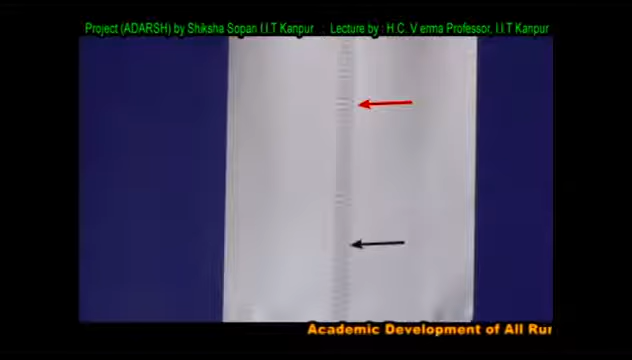 Project (ADARSH) by Shiksha Sopan I.I.T Kanpur : Lecture by : H.C. V erma Professor, I.I.T Kanpur
Academic Development of All Rur